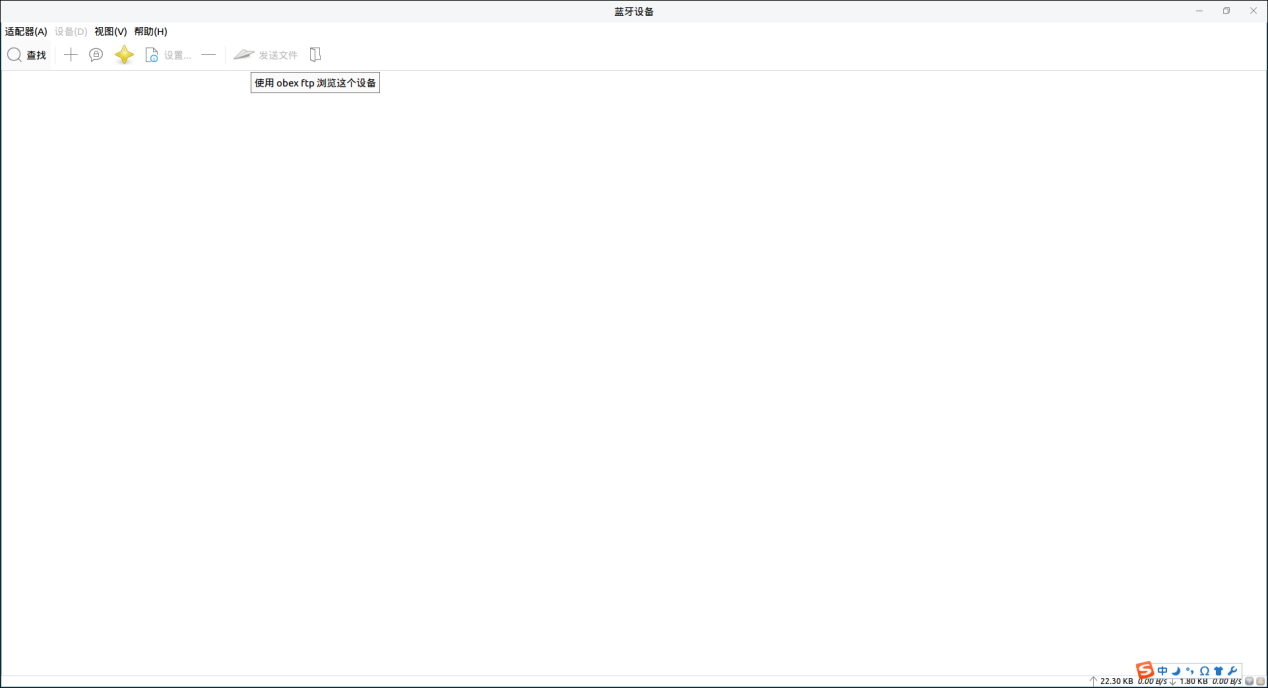 蓝牙设备
适配器(A) 设备(D) 视图(V) 帮助(H)
查找 设置... 发送文件
使用 obex ftp 浏览这个设备
中
22.30 KB 0.00 B/s 1.80 KB 0.00 B/s